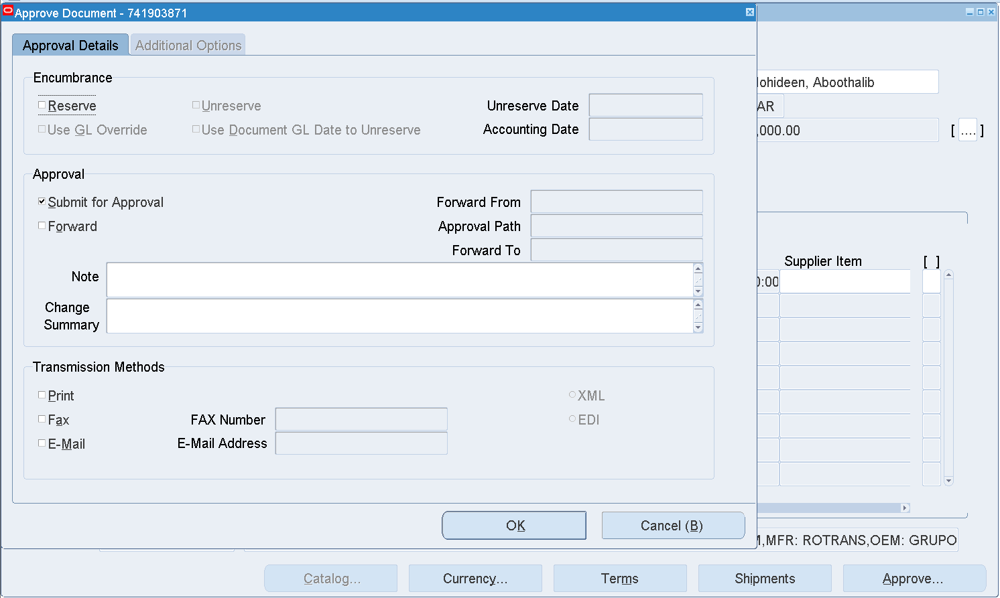 Approve Document - 741903871
Approval Details
Additional Options
Encumbrance
Reserve
Unreserve
Unreserve Date
Use GL Override
Use Document GL Date to Unreserve
Accounting Date
Approval
Submit for Approval
Forward From
Forward
Approval Path
Forward To
Note
Change
Summary
Transmission Methods
Print
XML
Fax
FAX Number
EDI
E-Mail
E-Mail Address
OK
Cancel (B)
lohideen, Aboothalib
AR
,000.00
[ .... ]
Supplier Item
[ ]
0:00
,MFR: ROTRANS,OEM: GRUPO
Catalog...
Currency...
Terms
Shipments
Approve...